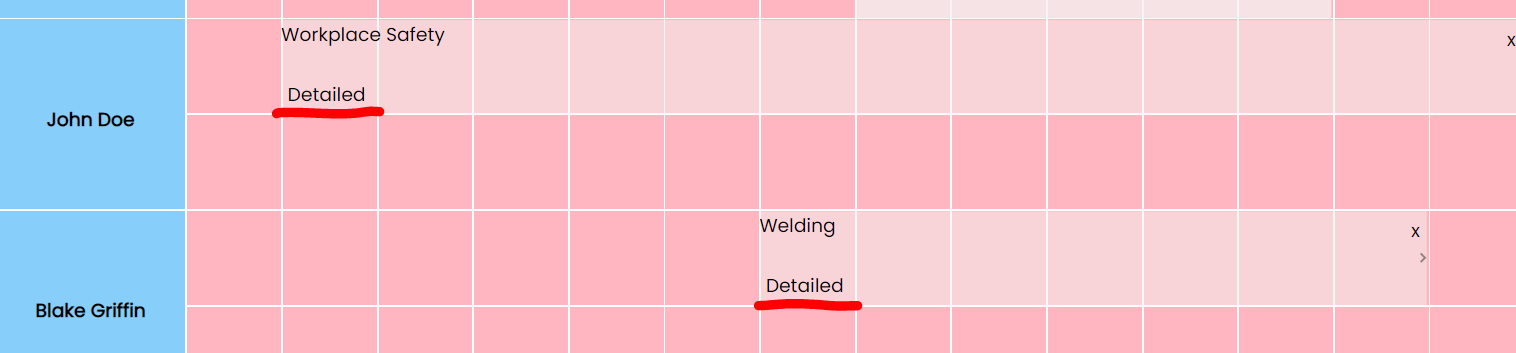 Workplace Safety
x
Detailed
John Doe
Welding
x
>
Detailed
Blake Griffin